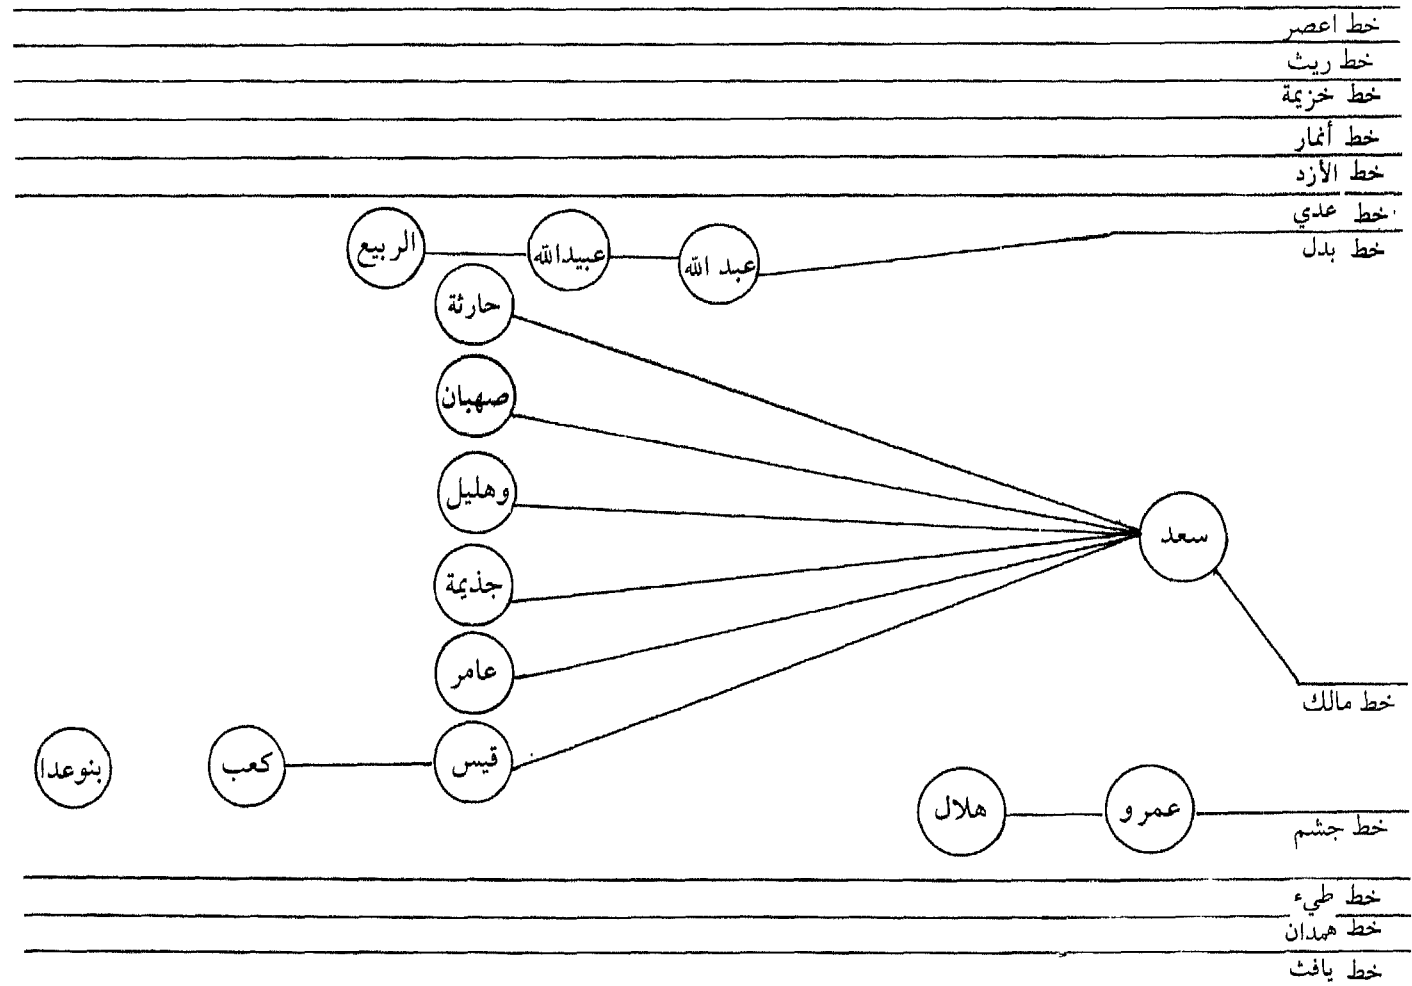 خط اعصر
خط ريث
خط خزيمة
خط أنمار
خط الأزد
خط عدي
خط بدل
عبد الله
عبيدالله
الربيع
حارثة
صهبان
وهليل
سعد
جذيمة
عامر
خط مالك
قيس
كعب
بنوعدا
عمرو
هلال
خط جشم
خط طيء
خط همدان
خط يافث